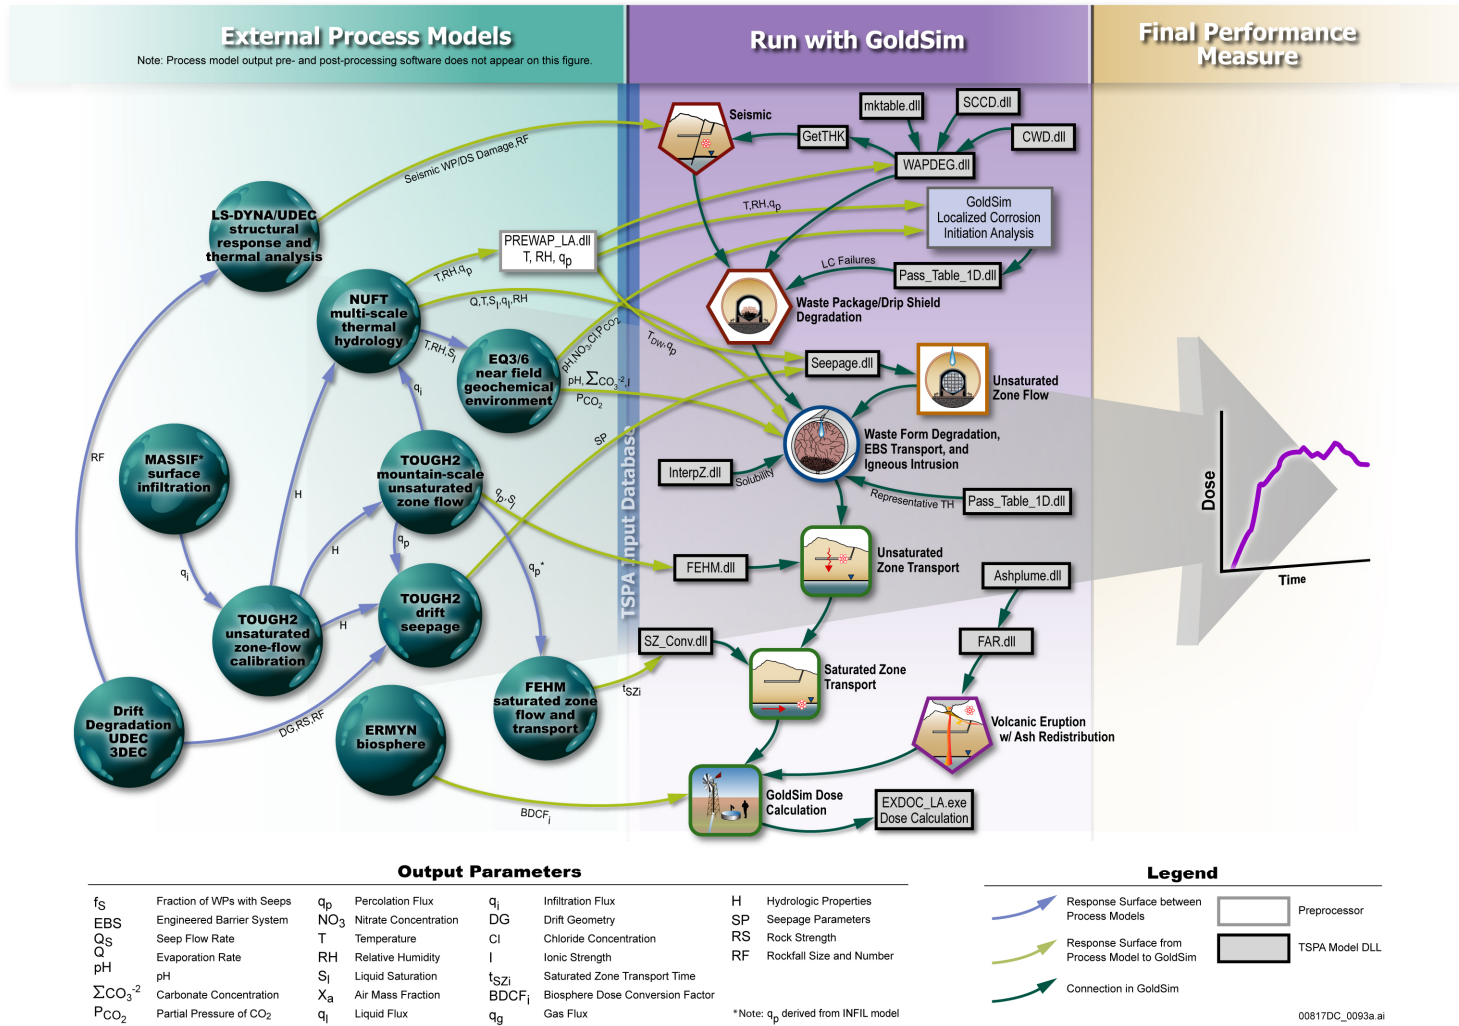 External Process Models
Note: Process model output pre- and post-processing software does not appear on this figure.
Run with GoldSim
Final Performance
Measure
Seismic
mktable.dll
SCCD.dll
GetTHK
CWD.dll
WAPDEG.dll
Seismic WP/DS Damage,RF
LS-DYNA/UDEC
structural
response and
thermal analysis
PREWAP_LA.dll
T, RH, qp
T,RH,qp
T,RH,qp
GoldSim
Localized Corrosion
Initiation Analysis
LC Failures
Pass_Table_1D.dll
NUFT
multi-scale
thermal
hydrology
Q,T,Sl,ql,RH
Waste Package/Drip Shield
Degradation
T,RH,Sl
pH,NO3,Cl,PCO2
TDW,qp
EQ3/6
near field
geochemical
environment
pH,∑CO3-2,I
PCO2
Seepage.dll
Unsaturated
Zone Flow
qi
SP
RF
MASSIF*
surface
infiltration
H
TOUGH2
mountain-scale
unsaturated
zone flow
qp,Sl
TSPA Input Database
InterpZ.dll
Solubility
Waste Form Degradation,
EBS Transport, and
Igneous Intrusion
Representative TH
Pass_Table_1D.dll
Dose
Time
H
qp
qp*
qi
FEHM.dll
Unsaturated
Zone Transport
Ashplume.dll
TOUGH2
unsaturated
zone-flow
calibration
H
TOUGH2
drift
seepage
SZ_Conv.dll
FAR.dll
tSZi
Saturated Zone
Transport
Drift
Degradation
UDEC
3DEC
DG,RS,RF
ERMYN
biosphere
FEHM
saturated zone
flow and
transport
Volcanic Eruption
w/ Ash Redistribution
BDCFi
GoldSim Dose
Calculation
EXDOC_LA.exe
Dose Calculation
Output Parameters
fS Fraction of WPs with Seeps
EBS Engineered Barrier System
QS Seep Flow Rate
Q Evaporation Rate
pH pH
∑CO3-2 Carbonate Concentration
PCO2 Partial Pressure of CO2
qp Percolation Flux
NO3 Nitrate Concentration
T Temperature
RH Relative Humidity
Sl Liquid Saturation
Xa Air Mass Fraction
ql Liquid Flux
qi Infiltration Flux
DG Drift Geometry
Cl Chloride Concentration
I Ionic Strength
tSZi Saturated Zone Transport Time
BDCFi Biosphere Dose Conversion Factor
qg Gas Flux
H Hydrologic Properties
SP Seepage Parameters
RS Rock Strength
RF Rockfall Size and Number
*Note: qp derived from INFIL model
Legend
Response Surface between
Process Models
Response Surface from
Process Model to GoldSim
Connection in GoldSim
Preprocessor
TSPA Model DLL
00817DC_0093a.ai